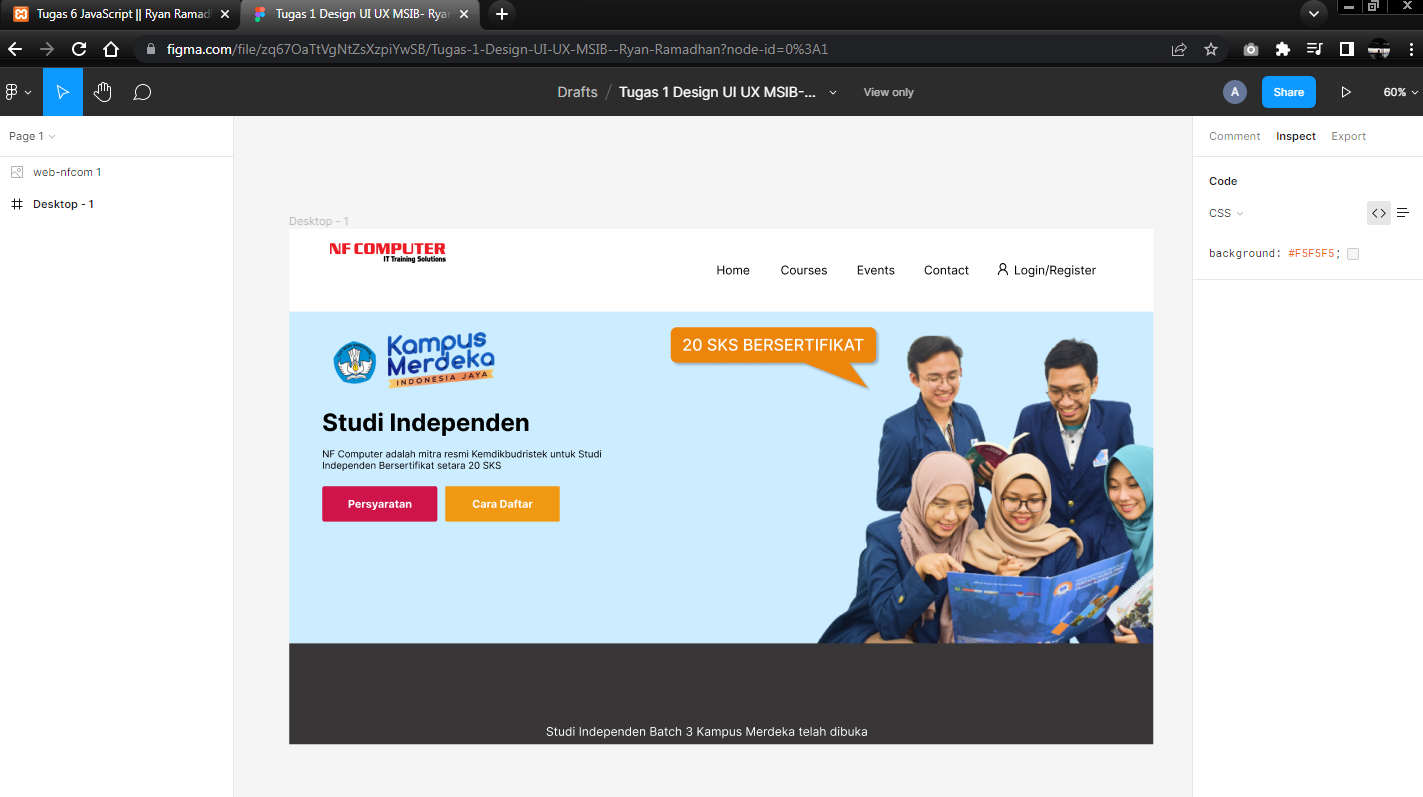 Tugas 6 JavaScript || Ryan Ramad
Tugas 1 Design UI UX MSIB- Rya
figma.com/file/zq67OaTtVgNtZsXzpiYwSB/Tugas-1-Design-UI-UX-MSIB--Ryan-Ramadhan?node-id=0%3A1
Drafts / Tugas 1 Design UI UX MSIB-... View only
A Share 60%
Page 1
web-nfcom 1
Desktop - 1
Comment Inspect Export
Code
CSS
background: #F5F5F5;
Desktop - 1
NF COMPUTER
IT Training Solutions
Home Courses Events Contact Login/Register
Kampus
Merdeka
INDONESIA JAYA
20 SKS BERSERTIFIKAT
Studi Independen
NF Computer adalah mitra resmi Kemdikbudristek untuk Studi
Independen Bersertifikat setara 20 SKS
Persyaratan Cara Daftar
Studi Independen Batch 3 Kampus Merdeka telah dibuka